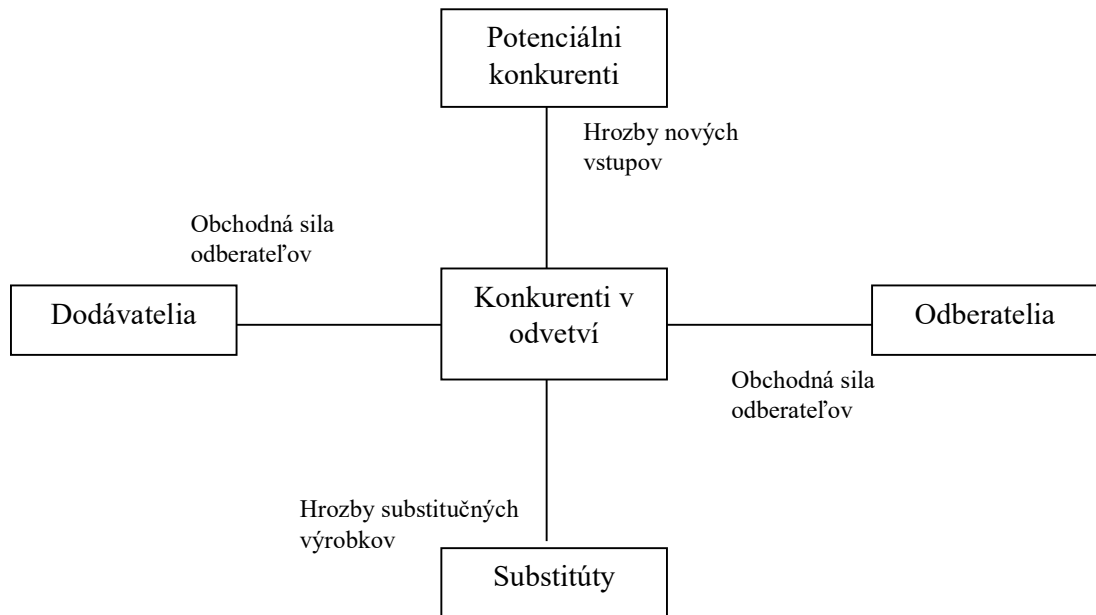 Potenciálni
konkurenti
Hrozby nových
vstupov
Obchodná sila
odberateľov
Dodávatelia
Konkurenti v
odvetví
Odberatelia
Obchodná sila
odberateľov
Hrozby substitučných
výrobkov
Substitúty